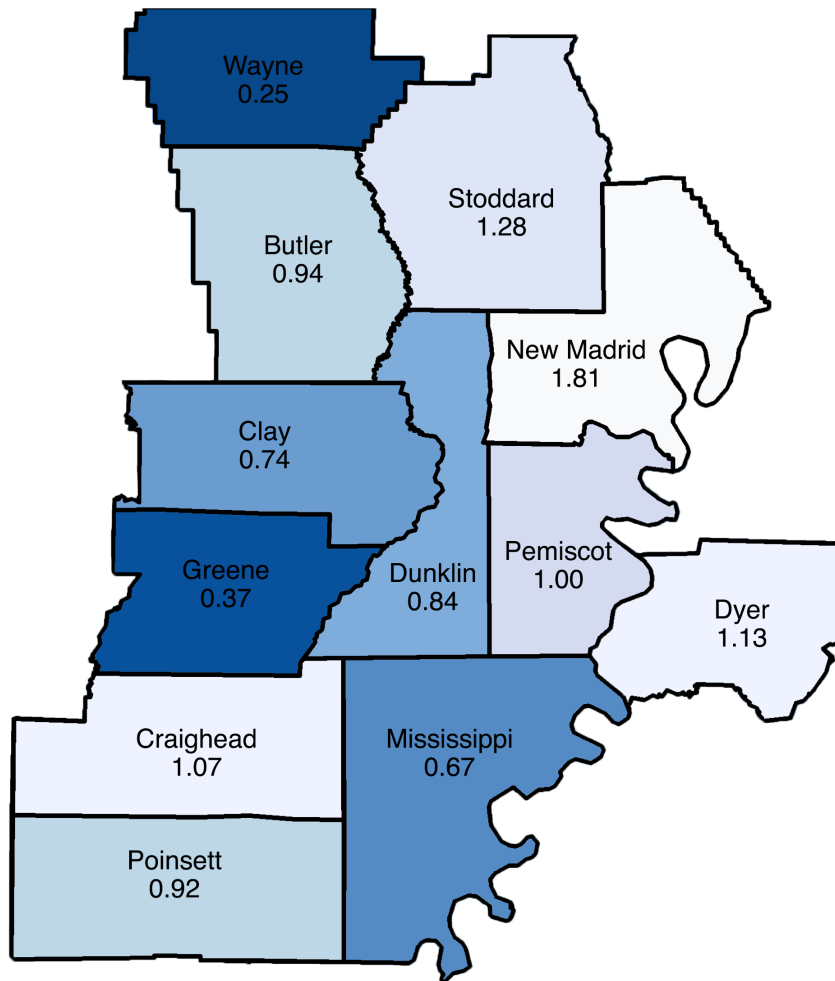 Wayne
0.25
Stoddard
1.28
Butler
0.94
New Madrid
1.81
Clay
0.74
Pemiscot
1.00
Greene
0.37
Dunklin
0.84
Dyer
1.13
Craighead
1.07
Mississippi
0.67
Poinsett
0.92